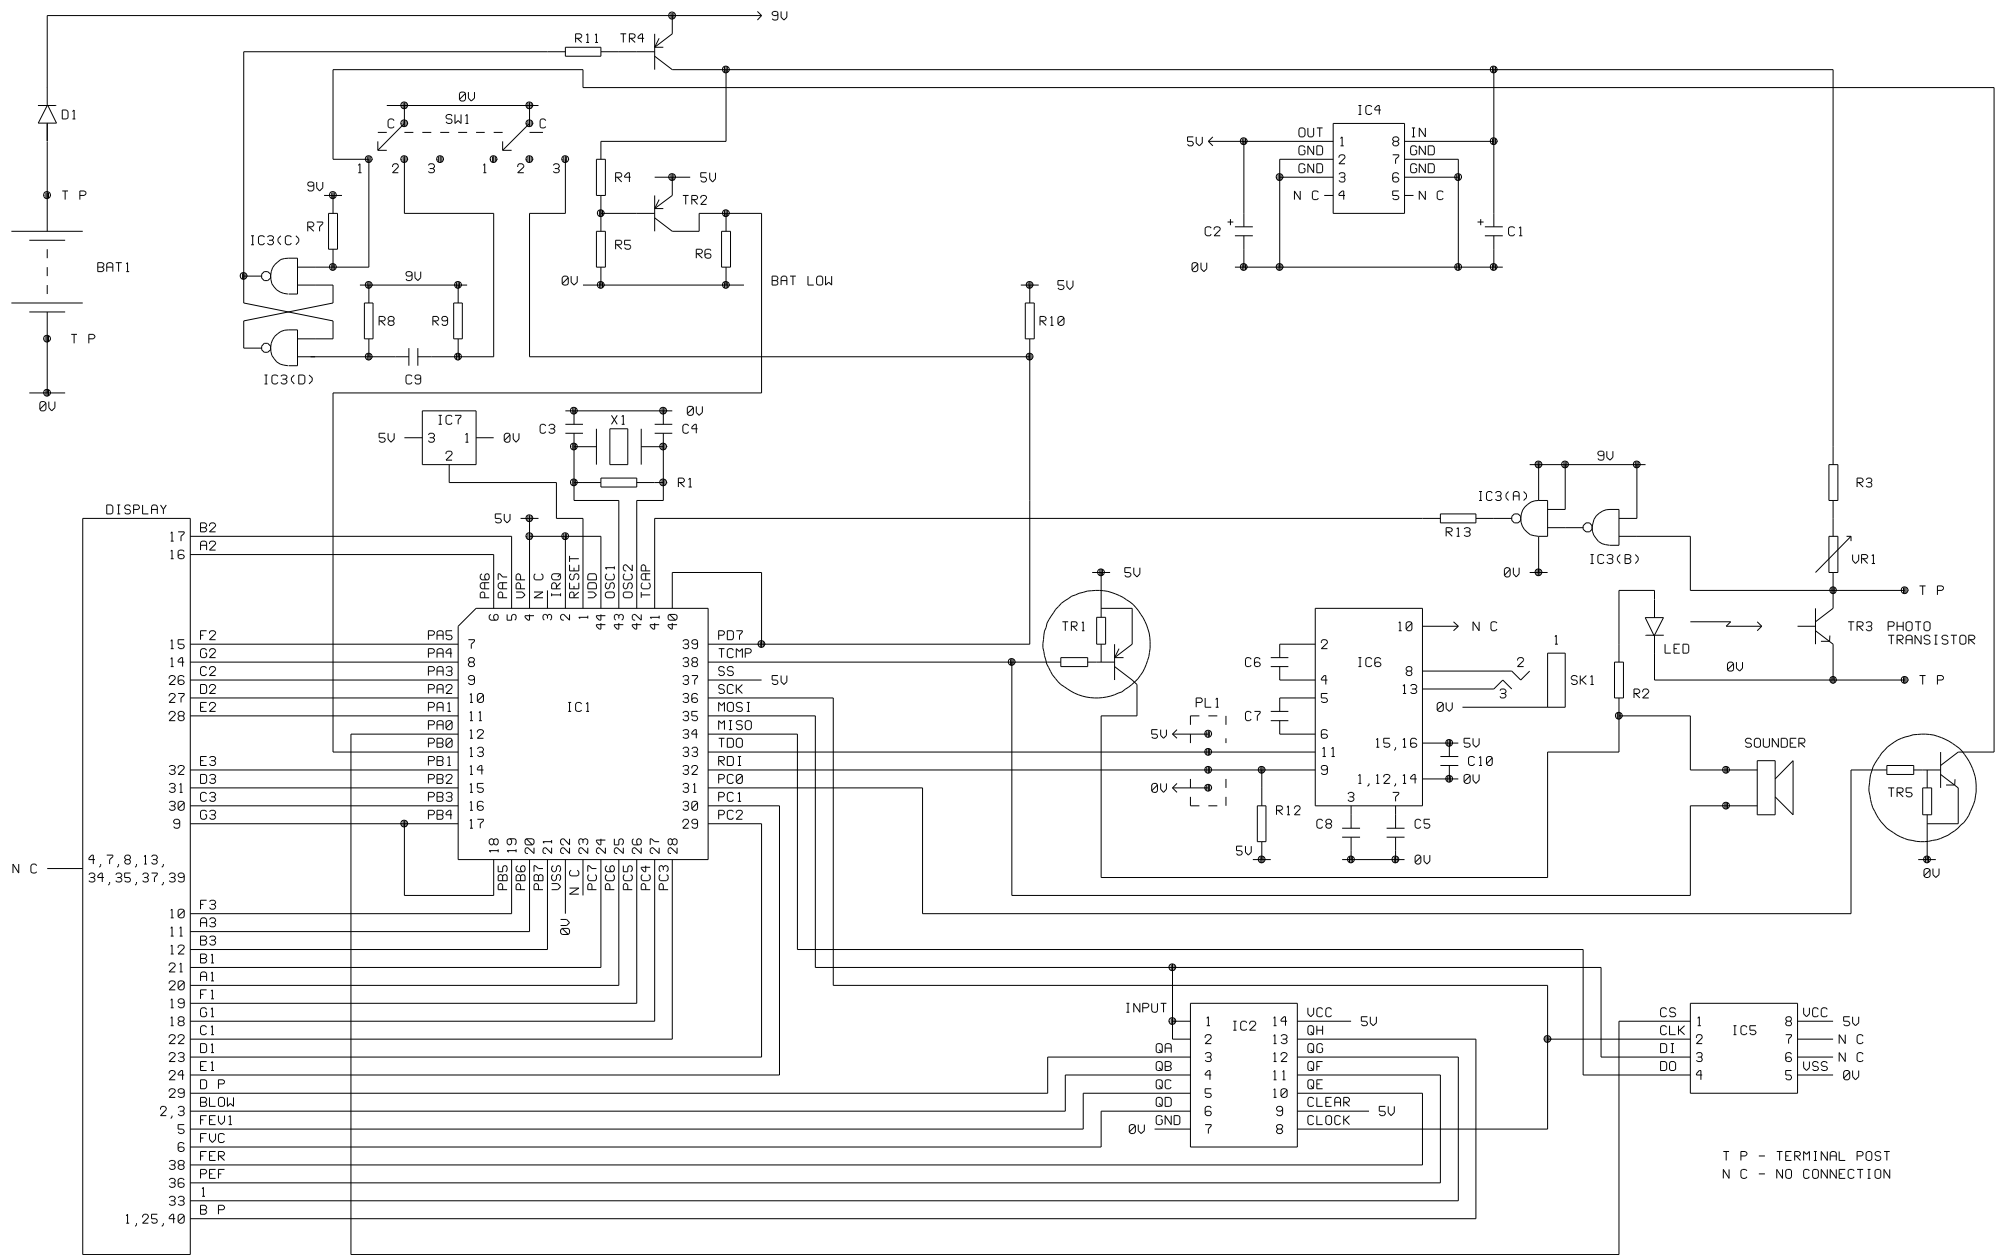 9V
R11 TR4
0V
D1
C SW1 C
IC4
5V OUT 1 8 IN
GND 2 7 GND
GND 3 6 GND
N C 4 5 N C
1 2 3 1 2 3
T P
9V
R4
5V
TR2
R7
IC3(C)
R5 R6
C2 + + C1
BAT1
9V
0V
BAT LOW
0V
5V
R8 R9
R10
T P
IC3(D) C9
0V
IC7
5V 3 1 0V
2
C3 X1 C4 0V
R1
9V
IC3(A)
R3
R13
IC3(B)
VR1
0V
DISPLAY
17 B2
16 A2
5V
PA6 PA7 VPP N C IRQ RESET VDD OSC1 OSC2 TCAP
6 5 4 3 2 1 44 43 42 41 40
5V
T P
15 F2 PA5 7 39 PD7
14 G2 PA4 8 38 TCMP
26 C2 PA3 9 37 SS 5V
27 D2 PA2 10 36 SCK
28 E2 PA1 11 35 MOSI
PA0 12 34 MISO
PB0 13 33 TDO
32 E3 PB1 14 32 RDI
31 D3 PB2 15 31 PC0
30 C3 PB3 16 30 PC1
9 G3 PB4 17 29 PC2
IC1
TR1
10 N C
2
C6
IC6
8 2
4
13 3
1
SK1
5
0V
C7
6
PL1
5V
11
15,16 5V
C10
9
1,12,14 0V
0V
3 7
R12
C8 C5
5V
0V
LED
TR3 PHOTO
TRANSISTOR
0V
R2
T P
SOUNDER
TR5
0V
18 19 20 21 22 23 24 25 26 27 28
PB5 PB6 PB7 VSS N C PC7 PC6 PC5 PC4 PC3
0V
N C
4,7,8,13,
34,35,37,39
10 F3
11 A3
12 B3
21 B1
20 A1
19 F1
18 G1
22 C1
23 D1
24 E1
29 D P
2,3 BLOW
5 FEV1
6 FVC
38 FER
36 PEF
33 1
1,25,40 B P
INPUT
IC2
1 14 VCC 5V
2 13 QH
QA 3 12 QG
QB 4 11 QF
QC 5 10 QE
QD 6 9 CLEAR 5V
0V GND 7 8 CLOCK
IC5
CS 1 8 VCC 5V
CLK 2 7 N C
DI 3 6 N C
DO 4 5 VSS 0V
T P - TERMINAL POST
N C - NO CONNECTION